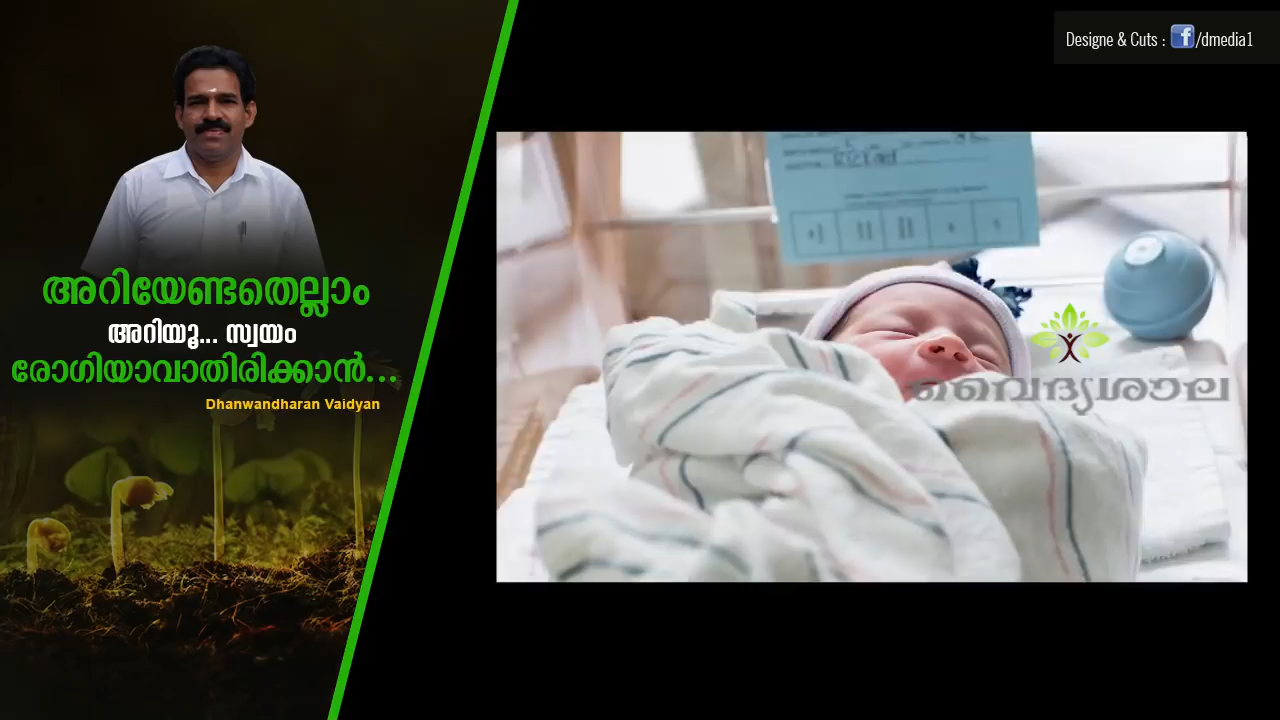 Designe & Cuts : f/dmedia1
അറിയേണ്ടതെല്ലാം
അറിയൂ... സ്വയം
രോഗിയാവാതിരിക്കാൻ...
Dhanwandharan Vaidyan
വൈദ്യശാല